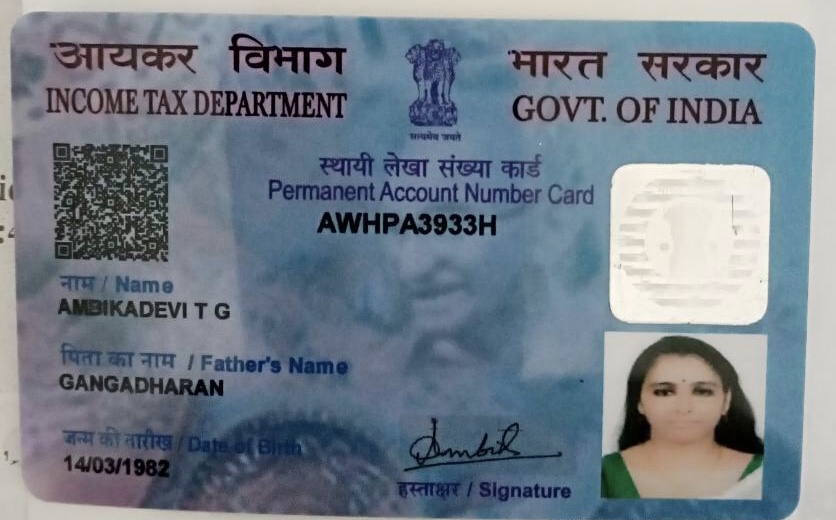 आयकर विभाग
INCOME TAX DEPARTMENT
सत्यमेव जयते
भारत सरकार
GOVT. OF INDIA
स्थायी लेखा संख्या कार्ड
Permanent Account Number Card
AWHPA3933H
नाम / Name
AMBIKADEVI T G
पिता का नाम / Father's Name
GANGADHARAN
जन्म की तारीख / Date of Birth
14/03/1982
Ambik
हस्ताक्षर / Signature